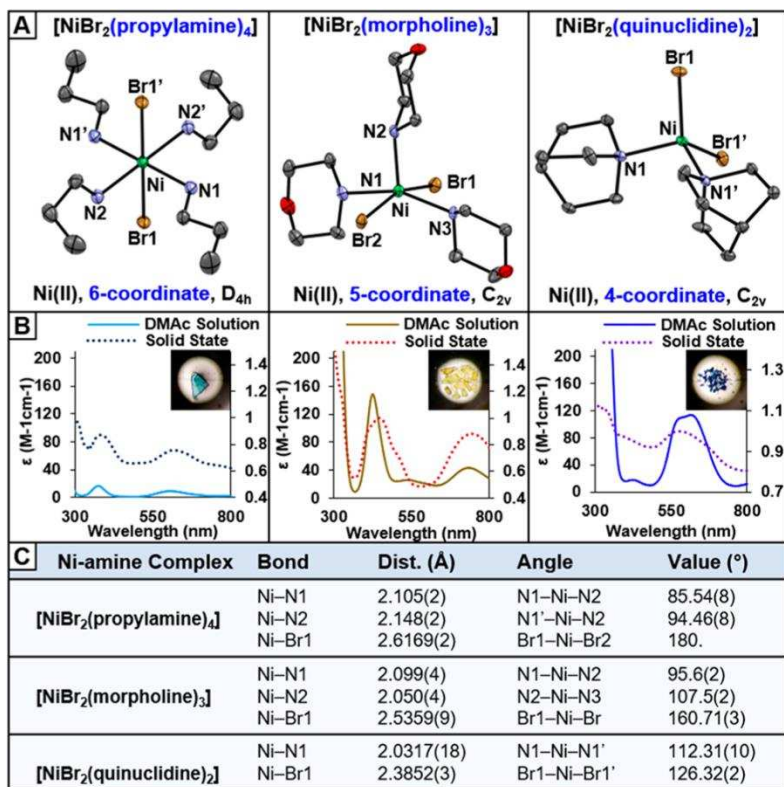 A
[NiBr2(propylamine)4] [NiBr2(morpholine)3] [NiBr2(quinuclidine)2]
Br1' N2' N1' Ni N2 N1 Br1
N2 N1 Br1 Ni Br2 N3
Br1 Ni Br1' N1 N1'
Ni(II), 6-coordinate, D4h Ni(II), 5-coordinate, C2v Ni(II), 4-coordinate, C2v
B
DMAc Solution
Solid State
200
160
120
80
40
0
ε (M-1cm-1)
1.4
1.2
1
0.8
0.6
0.4
300 550 800
Wavelength (nm)
DMAc Solution
Solid State
200
160
120
80
40
0
ε (M-1cm-1)
1.4
1.2
1
0.8
0.6
0.4
300 550 800
Wavelength (nm)
DMAc Solution
Solid State
200
160
120
80
40
0
ε (M-1cm-1)
1.3
1.1
0.9
0.7
300 550 800
Wavelength (nm)
C
Ni-amine Complex Bond Dist. (Å) Angle Value (°)
Ni–N1 2.105(2) N1–Ni–N2 85.54(8)
[NiBr2(propylamine)4] Ni–N2 2.148(2) N1'–Ni–N2 94.46(8)
Ni–Br1 2.6169(2) Br1–Ni–Br2 180.
Ni–N1 2.099(4) N1–Ni–N2 95.6(2)
[NiBr2(morpholine)3] Ni–N2 2.050(4) N2–Ni–N3 107.5(2)
Ni–Br1 2.5359(9) Br1–Ni–Br 160.71(3)
Ni–N1 2.0317(18) N1–Ni–N1' 112.31(10)
[NiBr2(quinuclidine)2] Ni–Br1 2.3852(3) Br1–Ni–Br1' 126.32(2)